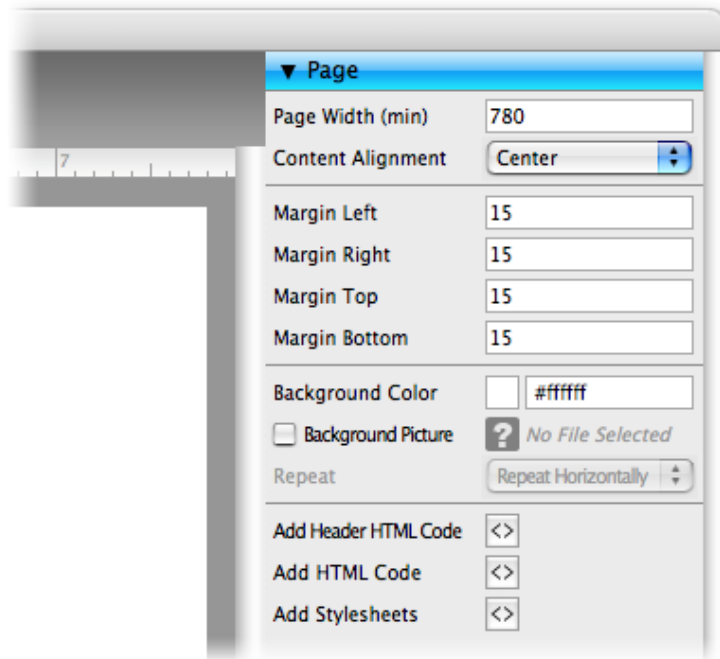 ▼ Page
Page Width (min) 780
7
Content Alignment Center
Margin Left 15
Margin Right 15
Margin Top 15
Margin Bottom 15
Background Color #ffffff
Background Picture ? No File Selected
Repeat Repeat Horizontally
Add Header HTML Code <>
Add HTML Code <>
Add Stylesheets <>